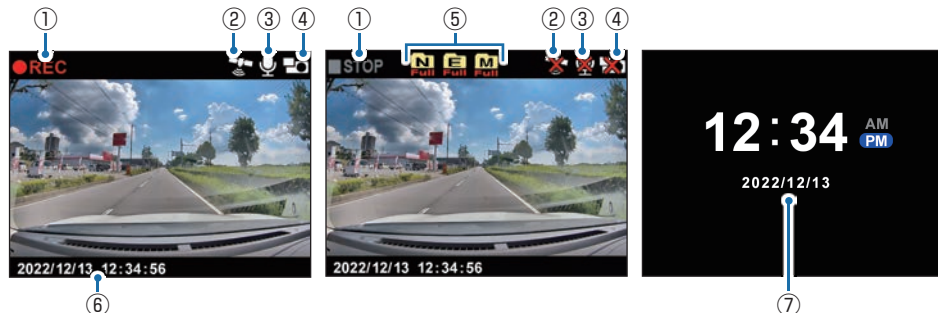 ① ② ③ ④ ① ⑤ ② ③ ④
REC
STOP N Full E Full M Full
12:34 AM
PM
2022/12/13
2022/12/13 12:34:56
2022/12/13 12:34:56
⑥ ⑦